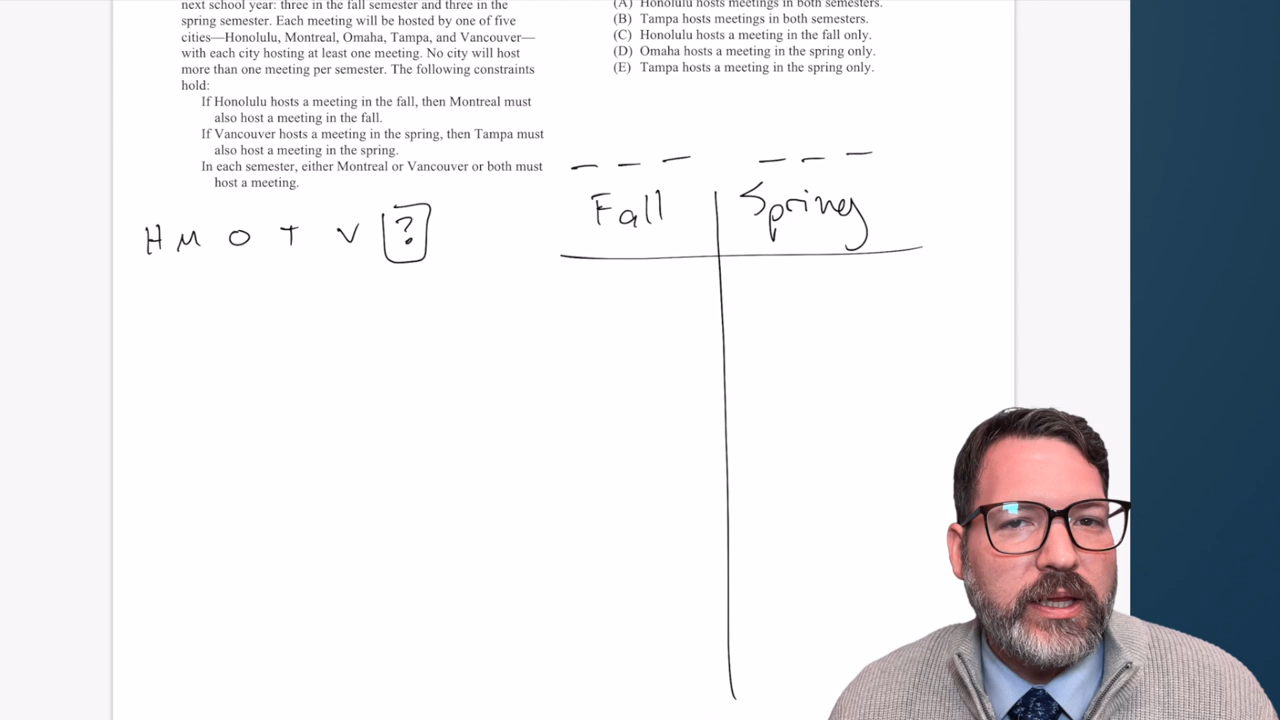 next school year: three in the fall semester and three in the
spring semester. Each meeting will be hosted by one of five
cities—Honolulu, Montreal, Omaha, Tampa, and Vancouver—
with each city hosting at least one meeting. No city will host
more than one meeting per semester. The following constraints
hold:
If Honolulu hosts a meeting in the fall, then Montreal must
also host a meeting in the fall.
If Vancouver hosts a meeting in the spring, then Tampa must
also host a meeting in the spring.
In each semester, either Montreal or Vancouver or both must
host a meeting.
(A) Honolulu hosts meetings in both semesters.
(B) Tampa hosts meetings in both semesters.
(C) Honolulu hosts a meeting in the fall only.
(D) Omaha hosts a meeting in the spring only.
(E) Tampa hosts a meeting in the spring only.
H M O T V ?
Fall Spring